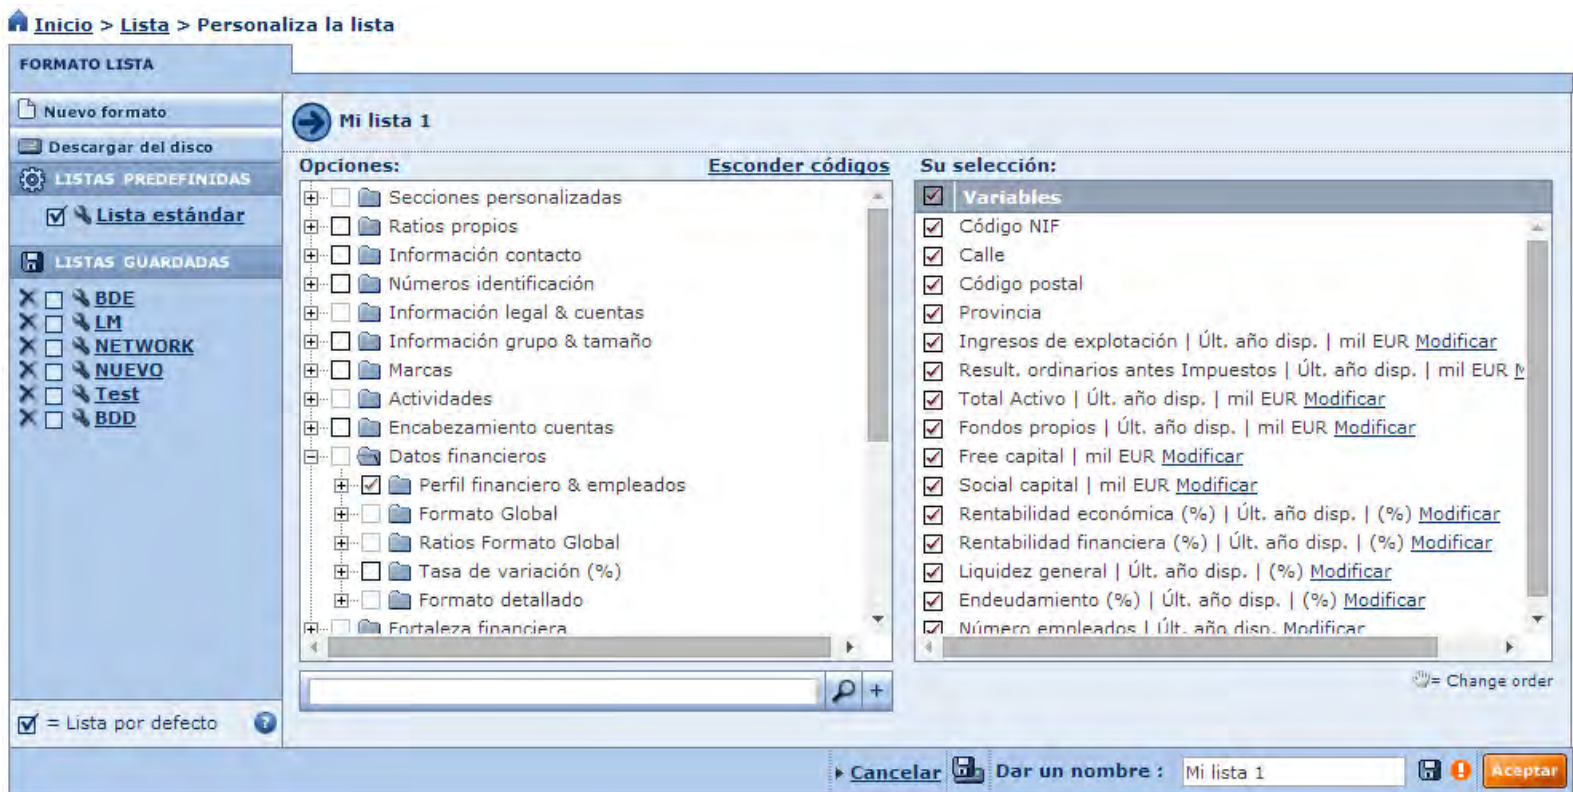 Inicio > Lista > Personaliza la lista
FORMATO LISTA
Nuevo formato
Descargar del disco
LISTAS PREDEFINIDAS
Lista estándar
LISTAS GUARDADAS
BDE
LM
NETWORK
NUEVO
Test
BDD
= Lista por defecto
Mi lista 1
Opciones: Esconder códigos
Secciones personalizadas
Ratios propios
Información contacto
Números identificación
Información legal & cuentas
Información grupo & tamaño
Marcas
Actividades
Encabezamiento cuentas
Datos financieros
Perfil financiero & empleados
Formato Global
Ratios Formato Global
Tasa de variación (%)
Formato detallado
Fortaleza financiera
Su selección:
Variables
Código NIF
Calle
Código postal
Provincia
Ingresos de explotación | Últ. año disp. | mil EUR Modificar
Result. ordinarios antes Impuestos | Últ. año disp. | mil EUR M
Total Activo | Últ. año disp. | mil EUR Modificar
Fondos propios | Últ. año disp. | mil EUR Modificar
Free capital | mil EUR Modificar
Social capital | mil EUR Modificar
Rentabilidad económica (%) | Últ. año disp. | (%) Modificar
Rentabilidad financiera (%) | Últ. año disp. | (%) Modificar
Liquidez general | Últ. año disp. | (%) Modificar
Endeudamiento (%) | Últ. año disp. | (%) Modificar
Número empleados | Últ. año disp. Modificar
= Change order
Cancelar Dar un nombre : Mi lista 1 Aceptar